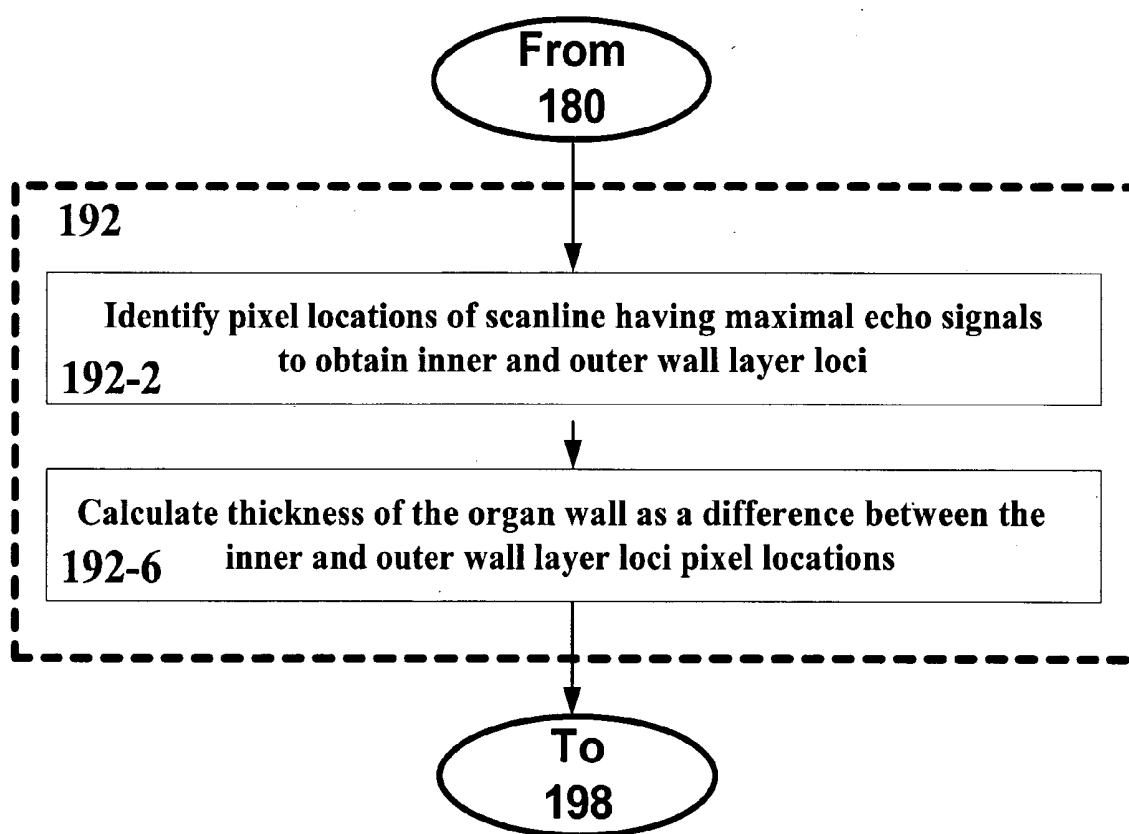 From
180
192
Identify pixel locations of scanline having maximal echo signals
to obtain inner and outer wall layer loci
192-2
Calculate thickness of the organ wall as a difference between the
inner and outer wall layer loci pixel locations
192-6
To
198